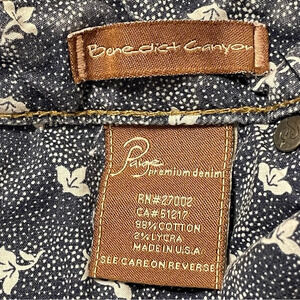 Benedict Canyon
Paige
premium denim
RN#27002
CA#51217
98% COTTON
2% LYCRA
MADE IN U.S.A.
SEE CARE ON REVERSE